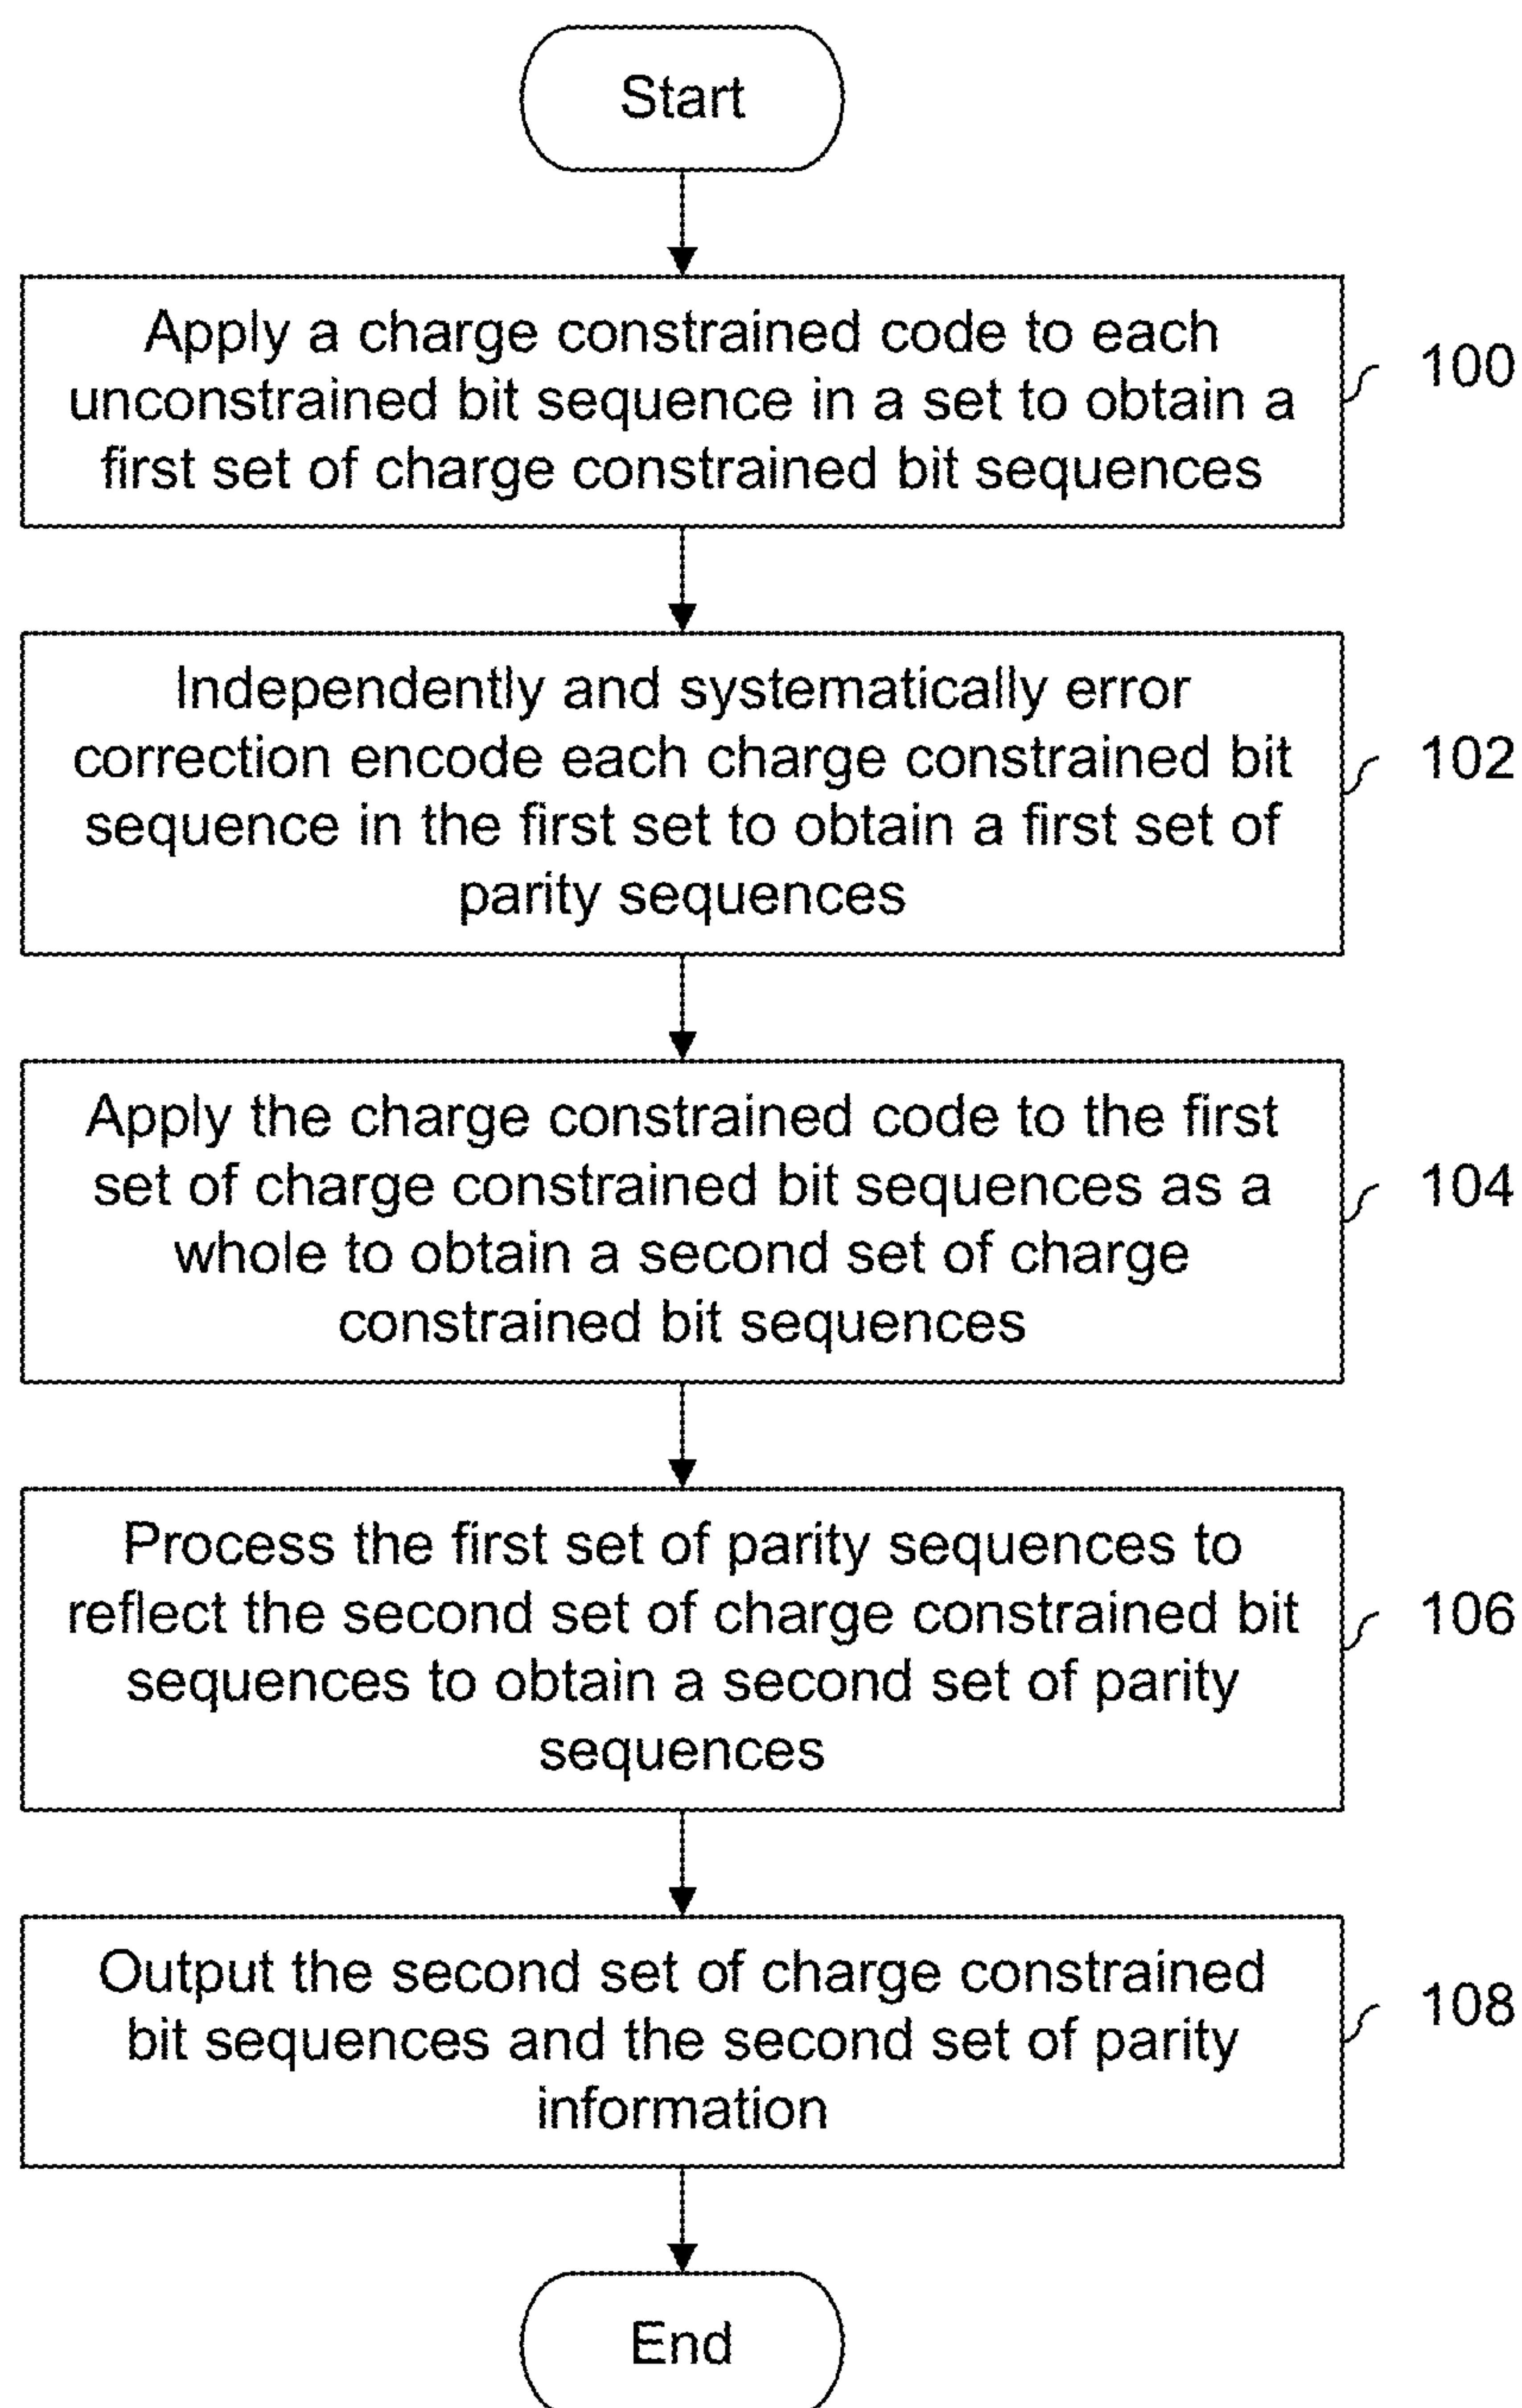 Start
Apply a charge constrained code to each
unconstrained bit sequence in a set to obtain a
first set of charge constrained bit sequences
100
Independently and systematically error
correction encode each charge constrained bit
sequence in the first set to obtain a first set of
parity sequences
102
Apply the charge constrained code to the first
set of charge constrained bit sequences as a
whole to obtain a second set of charge
constrained bit sequences
104
Process the first set of parity sequences to
reflect the second set of charge constrained bit
sequences to obtain a second set of parity
sequences
106
Output the second set of charge constrained
bit sequences and the second set of parity
information
108
End